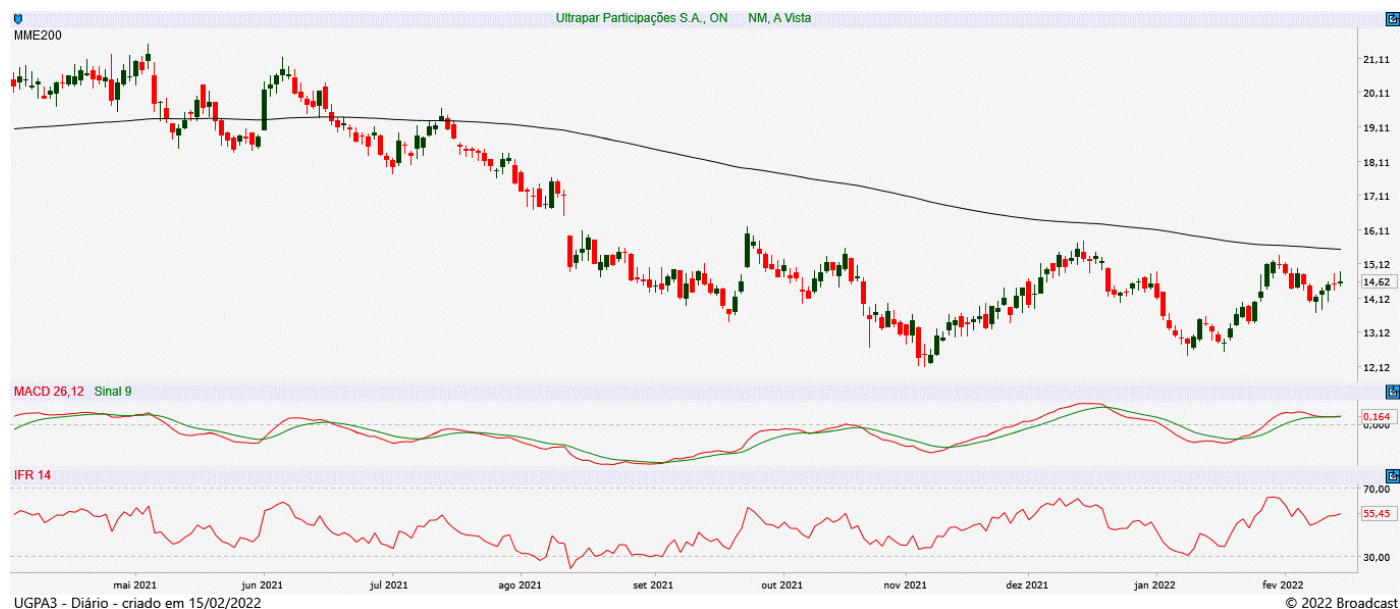 Ultrapar Participações S.A., ON NM, A Vista
MME200
21,11
20,11
19,11
18,11
17,11
16,11
15,12
14,62
14,12
13,12
12,12
MACD 26,12 Sinal 9
0,164
0,000
IFR 14
70,00
55,45
30,00
mai 2021 jun 2021 jul 2021 ago 2021 set 2021 out 2021 nov 2021 dez 2021 jan 2022 fev 2022
UGPA3 - Diário - criado em 15/02/2022 © 2022 Broadcast